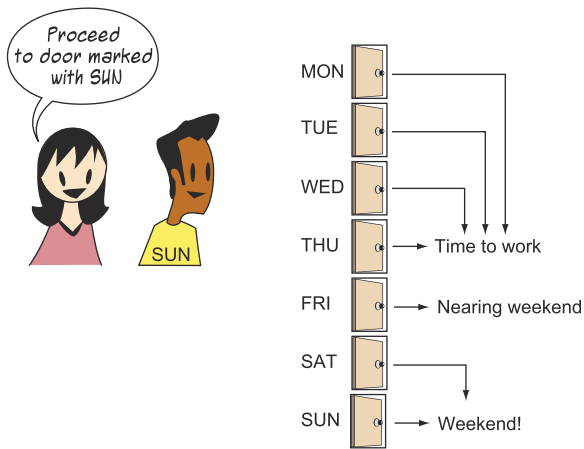 Proceed
to door marked
with SUN
SUN
MON
TUE
WED
THU
Time to work
FRI
Nearing weekend
SAT
SUN
Weekend!